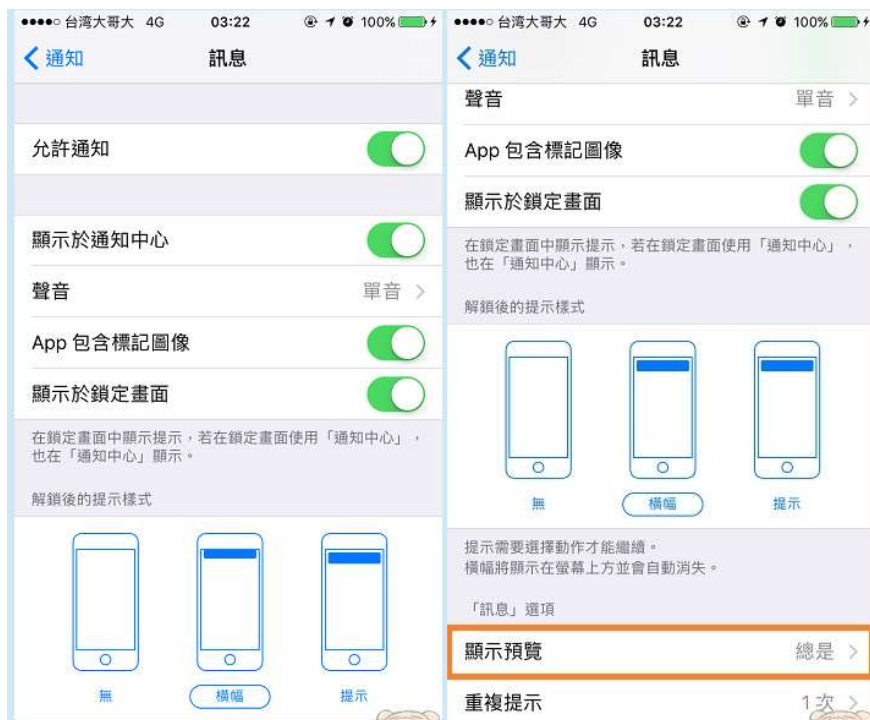 台湾大哥大 4G 03:22 100%
通知 訊息
允許通知
顯示於通知中心
聲音 單音
App 包含標記圖像
顯示於鎖定畫面
在鎖定畫面中顯示提示，若在鎖定畫面使用「通知中心」，
也在「通知中心」顯示。
解鎖後的提示樣式
無 橫幅 提示
台湾大哥大 4G 03:22 100%
通知 訊息
聲音 單音
App 包含標記圖像
顯示於鎖定畫面
在鎖定畫面中顯示提示，若在鎖定畫面使用「通知中心」，
也在「通知中心」顯示。
解鎖後的提示樣式
無 橫幅 提示
提示需要選擇動作才能繼續。
橫幅將顯示在螢幕上方並會自動消失。
「訊息」選項
顯示預覽 總是
重複提示 1次